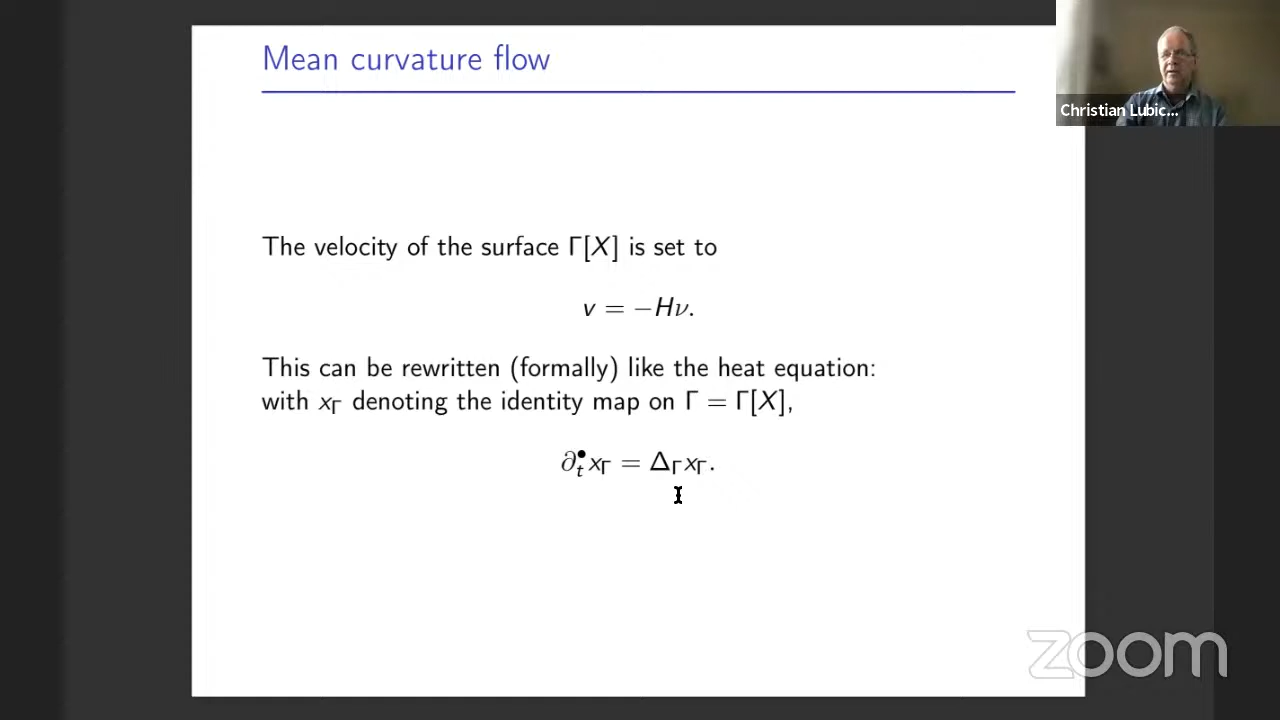 Mean curvature flow
Christian Lubic...
The velocity of the surface Γ[X] is set to
v = −Hν.
This can be rewritten (formally) like the heat equation:
with x_Γ denoting the identity map on Γ = Γ[X],
∂_t^• x_Γ = Δ_Γ x_Γ.
zoom